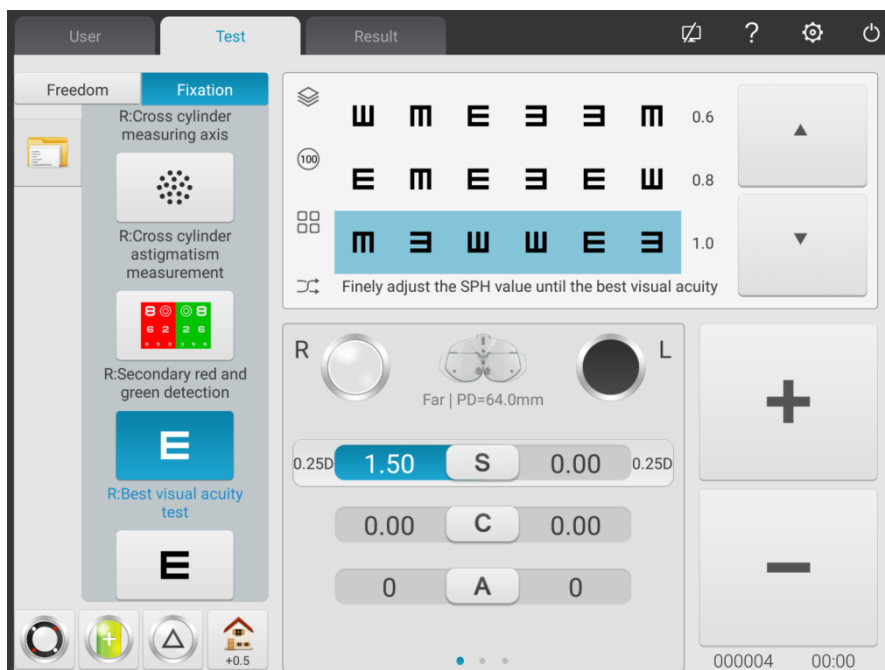 User
Test
Result
Freedom
Fixation
R:Cross cylinder
measuring axis
R:Cross cylinder
astigmatism
measurement
8 8
6 2 2 6
R:Secondary red and
green detection
E
R:Best visual acuity
test
E
+0.5
100
Ш m E Ǝ Ǝ m 0.6
E m E Ǝ E Ш 0.8
m Ǝ Ш Ш E Ǝ 1.0
Finely adjust the SPH value until the best visual acuity
R
L
Far | PD=64.0mm
0.25D 1.50 S 0.00 0.25D
0.00 C 0.00
0 A 0
000004 00:00